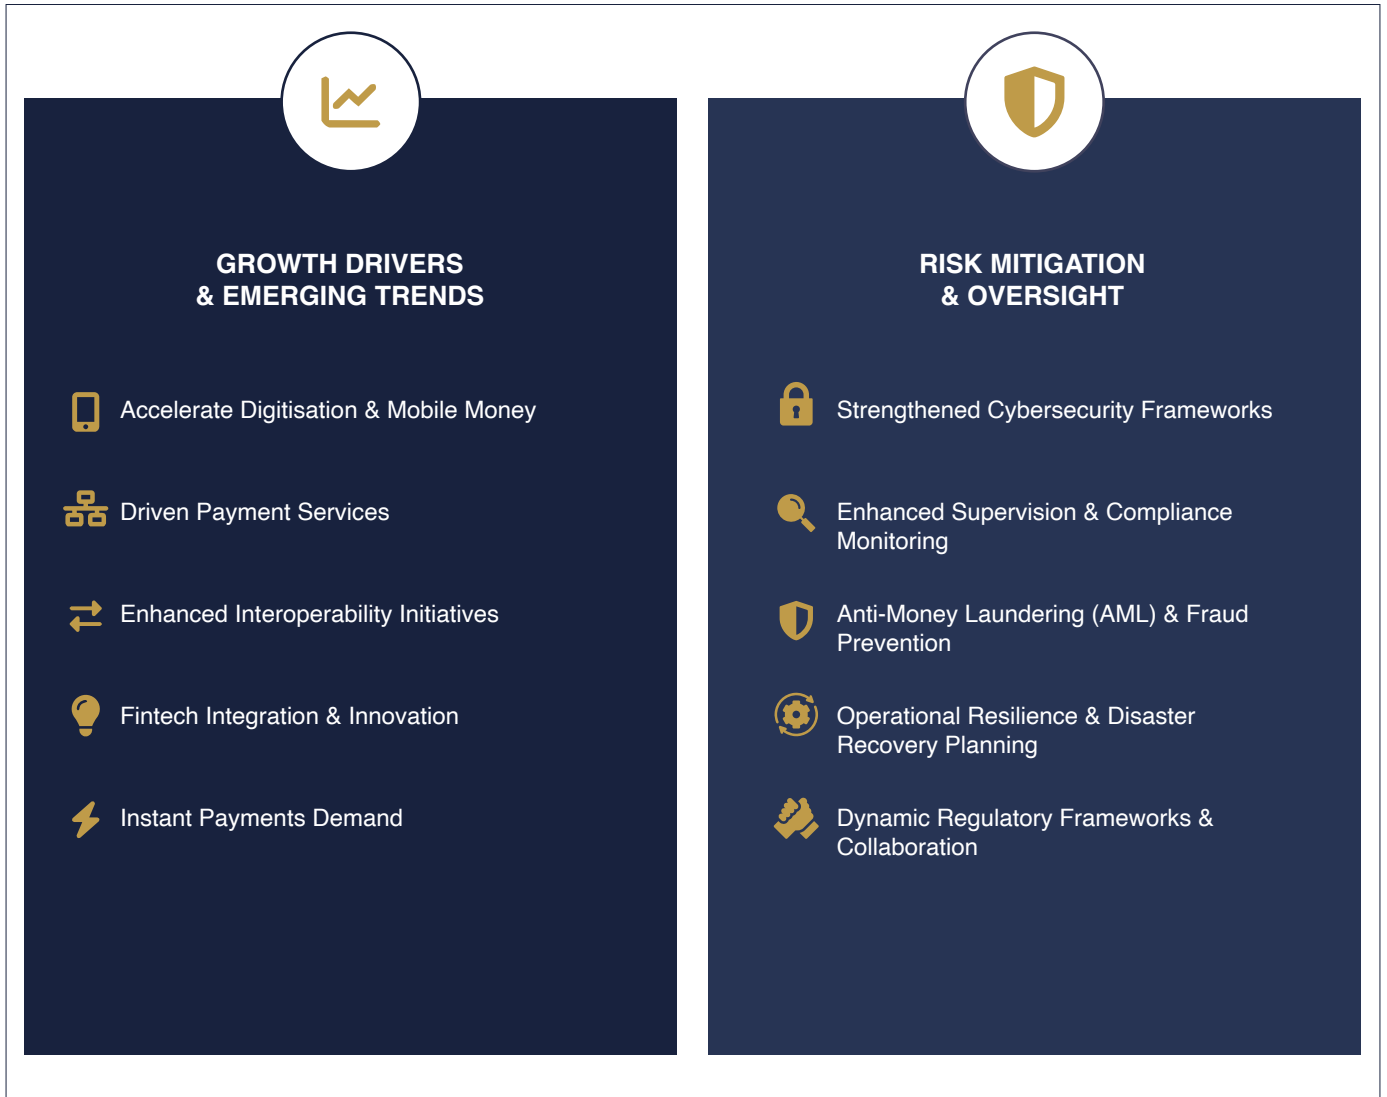 GROWTH DRIVERS
& EMERGING TRENDS
Accelerate Digitisation & Mobile Money
Driven Payment Services
Enhanced Interoperability Initiatives
Fintech Integration & Innovation
Instant Payments Demand
RISK MITIGATION
& OVERSIGHT
Strengthened Cybersecurity Frameworks
Enhanced Supervision & Compliance
Monitoring
Anti-Money Laundering (AML) & Fraud
Prevention
Operational Resilience & Disaster
Recovery Planning
Dynamic Regulatory Frameworks &
Collaboration